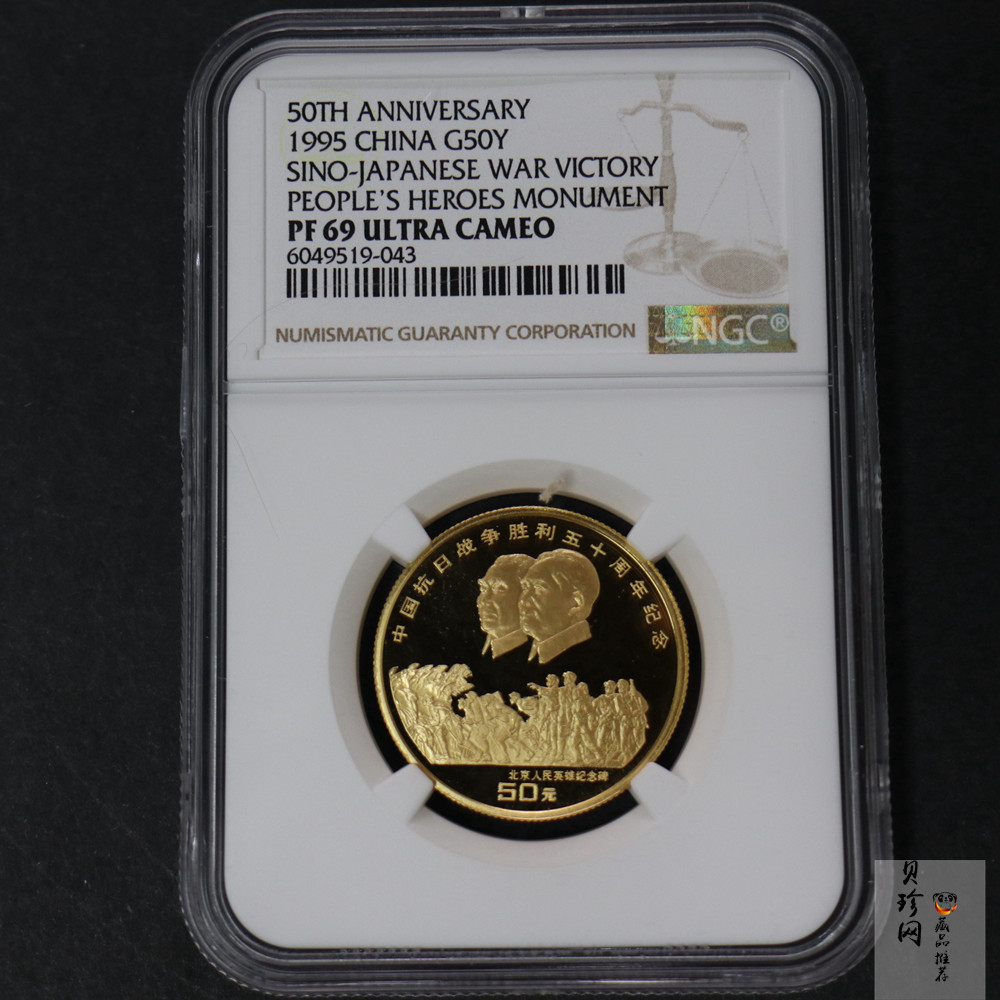 50TH ANNIVERSARY
1995 CHINA G50Y
SINO-JAPANESE WAR VICTORY
PEOPLE'S HEROES MONUMENT
PF 69 ULTRA CAMEO
6049519-043
NUMISMATIC GUARANTY CORPORATION
NGC®
中国抗日战争胜利五十周年纪念
北京人民英雄纪念碑
50元
贝珍网
藏品推荐